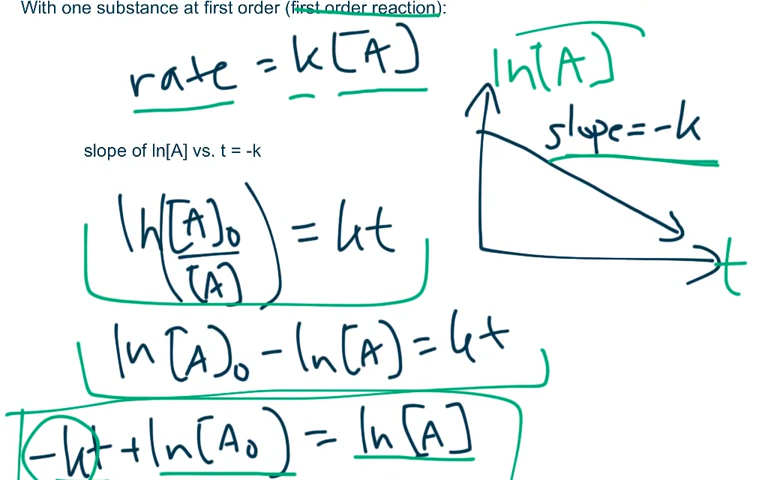 With one substance at first order (first order reaction):
rate = k[A]
ln[A]
slope = -k
slope of ln[A] vs. t = -k
ln([A]₀/[A]) = kt
t
ln[A]₀ - ln[A] = kt
-kt + ln[A₀] = ln[A]